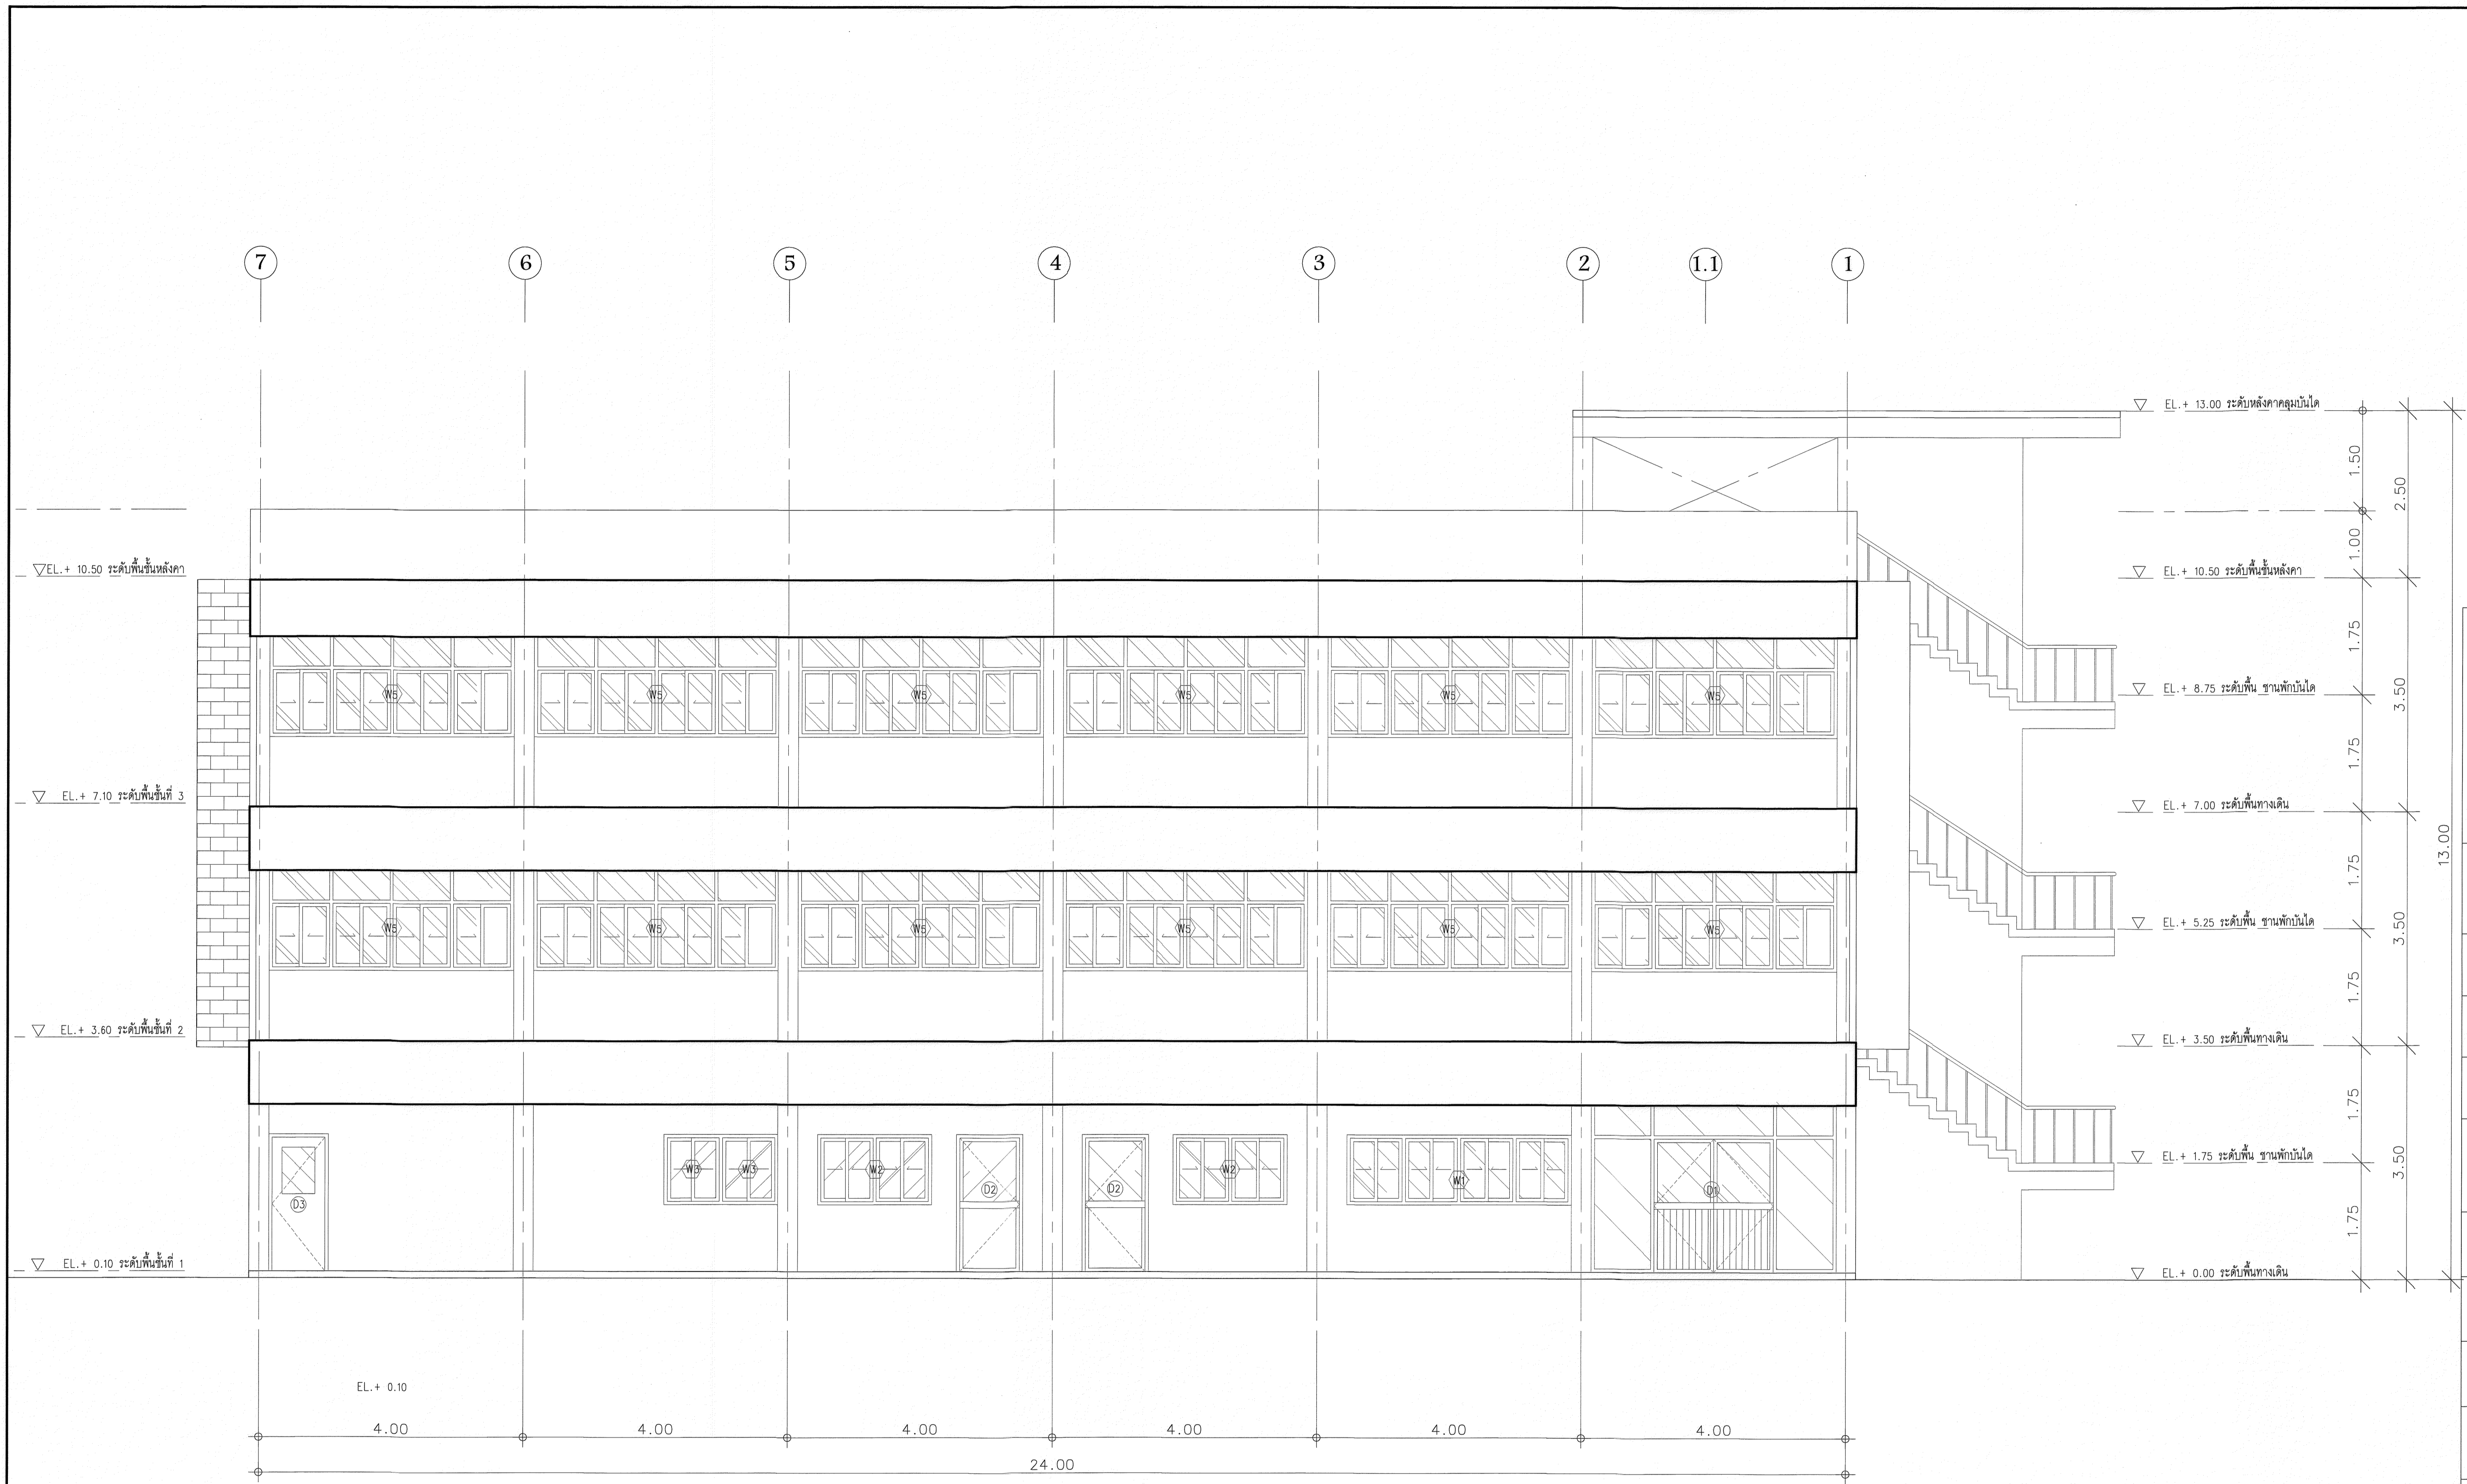 7 6 5 4 3 2 1.1 1
EL.+ 13.00 ระดับหลังคาคลุมบันได
1.50
2.50
EL.+ 10.50 ระดับพื้นชั้นหลังคา
EL.+ 10.50 ระดับพื้นชั้นหลังคา
1.00
1.75
W5 W5 W5 W5 W5 W5
EL.+ 8.75 ระดับพื้น ชานพักบันได
3.50
1.75
EL.+ 7.10 ระดับพื้นชั้นที่ 3
EL.+ 7.00 ระดับพื้นทางเดิน
13.00
1.75
W5 W5 W5 W5 W5 W5
EL.+ 5.25 ระดับพื้น ชานพักบันได
3.50
1.75
EL.+ 3.60 ระดับพื้นชั้นที่ 2
EL.+ 3.50 ระดับพื้นทางเดิน
1.75
EL.+ 1.75 ระดับพื้น ชานพักบันได
3.50
D3 W3 W3 W2 D2 D2 W2 W1 D1
1.75
EL.+ 0.10 ระดับพื้นชั้นที่ 1
EL.+ 0.00 ระดับพื้นทางเดิน
EL.+ 0.10
4.00 4.00 4.00 4.00 4.00 4.00
24.00